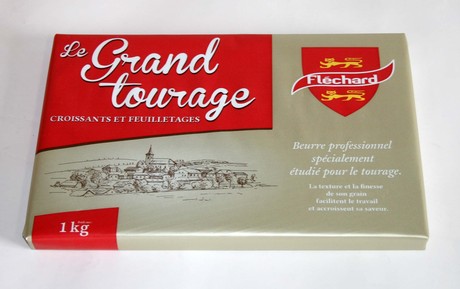 Le Grand
tourage
CROISSANTS ET FEUILLETAGES
1 kg
Fléchard
Beurre professionnel
spécialement
étudié pour le tourage.
La texture et la finesse
de son grain
facilitent le travail
et accroissent sa saveur.